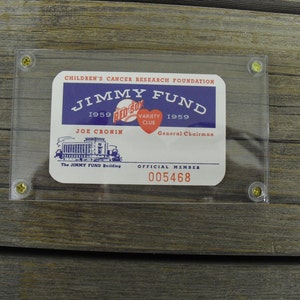 CHILDREN'S CANCER RESEARCH FOUNDATION
JIMMY FUND
1959 VARIETY CLUB 1959
JOE CRONIN General Chairman
The JIMMY FUND Building
OFFICIAL MEMBER
005468